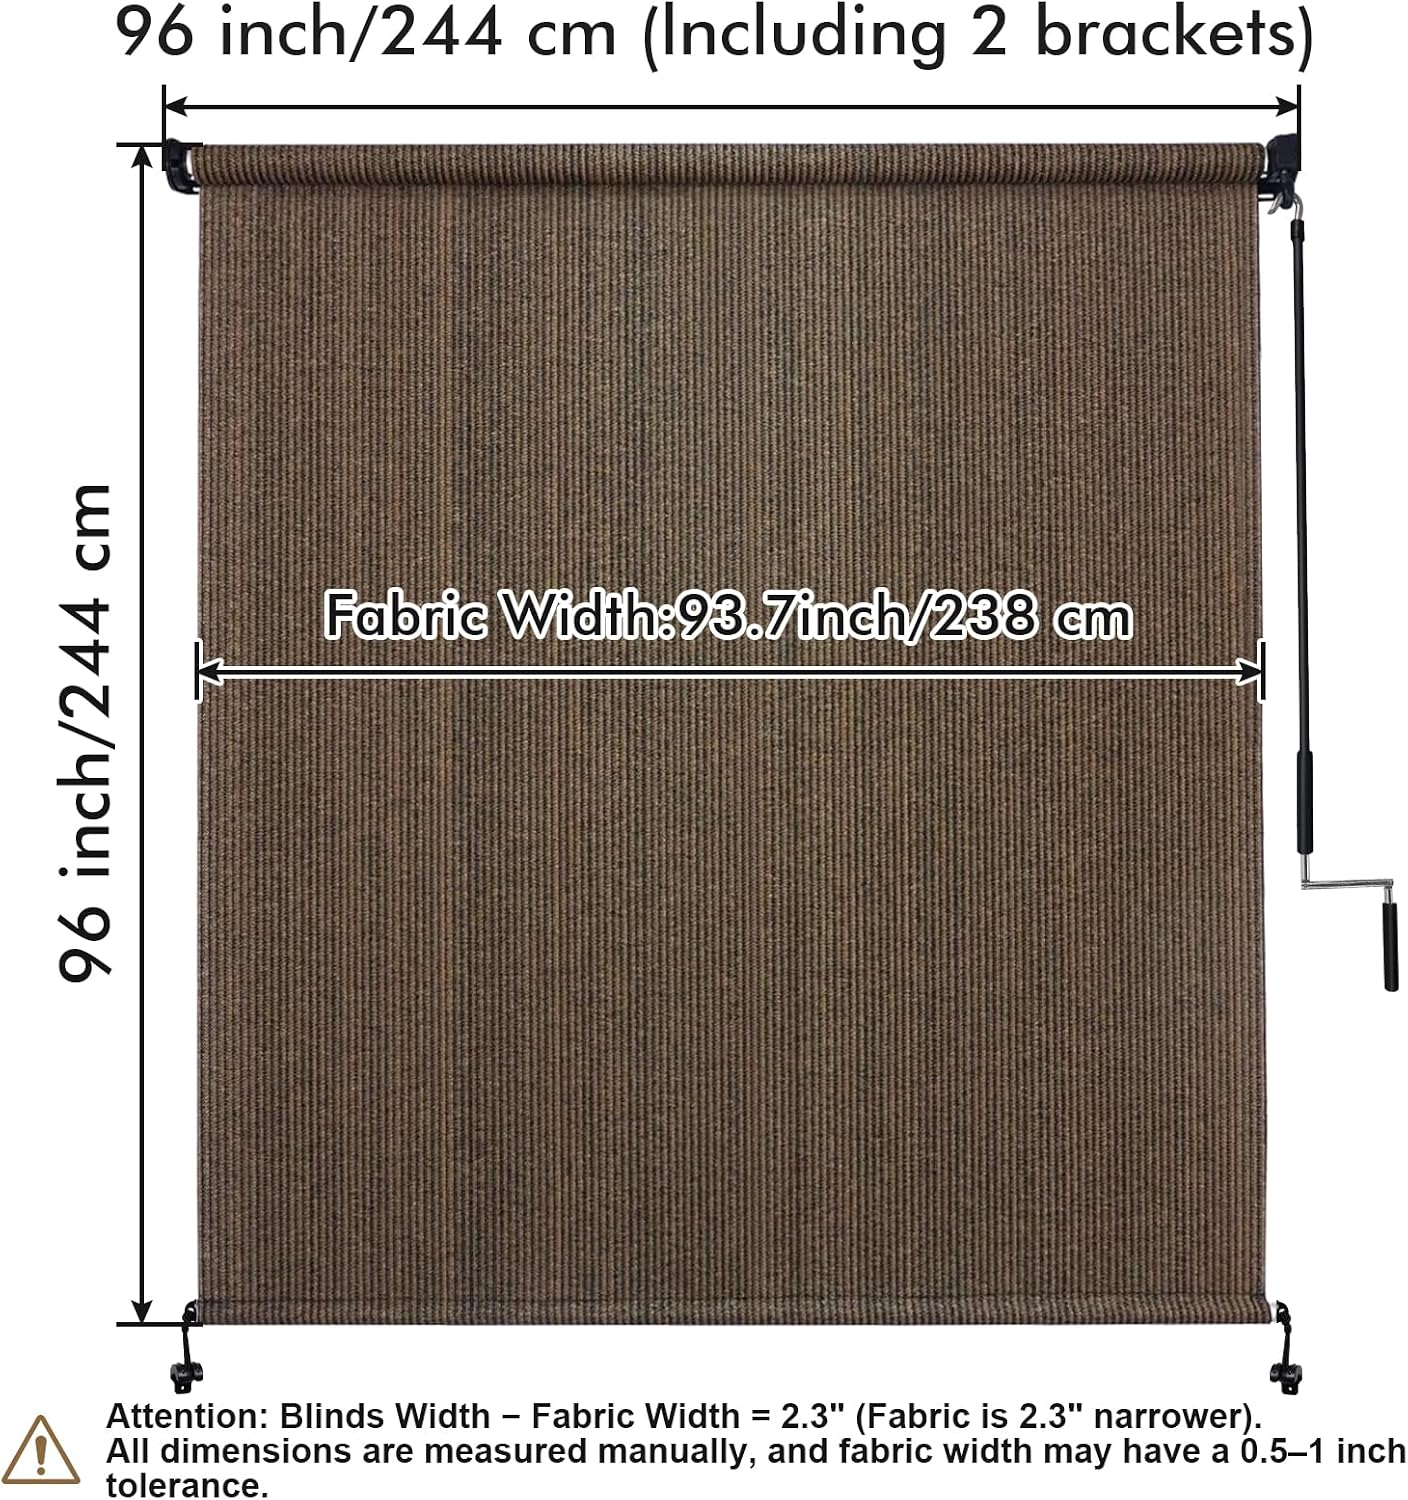 96 inch/244 cm (Including 2 brackets)
96 inch/244 cm
Fabric Width:93.7inch/238 cm
Attention: Blinds Width – Fabric Width = 2.3" (Fabric is 2.3" narrower).
All dimensions are measured manually, and fabric width may have a 0.5–1 inch
tolerance.